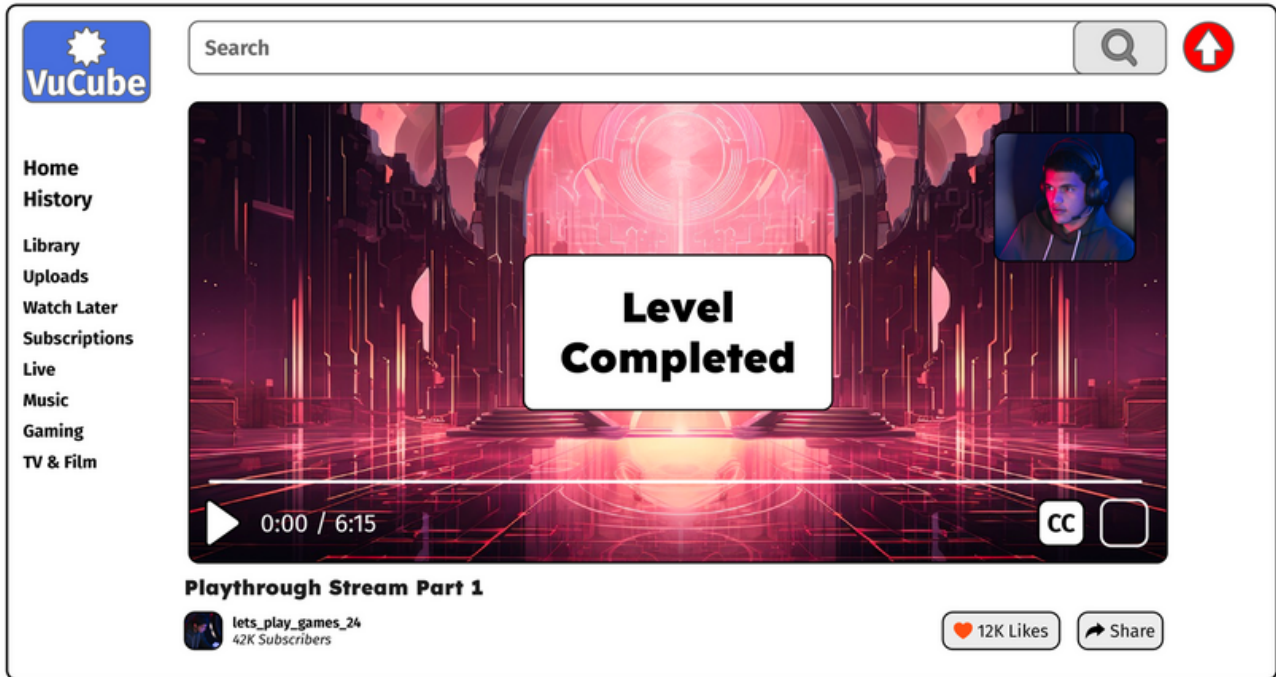 VuCube
Search
Home
History
Library
Uploads
Watch Later
Subscriptions
Live
Music
Gaming
TV & Film
Level
Completed
0:00 / 6:15
CC
Playthrough Stream Part 1
lets_play_games_24
42K Subscribers
12K Likes
Share